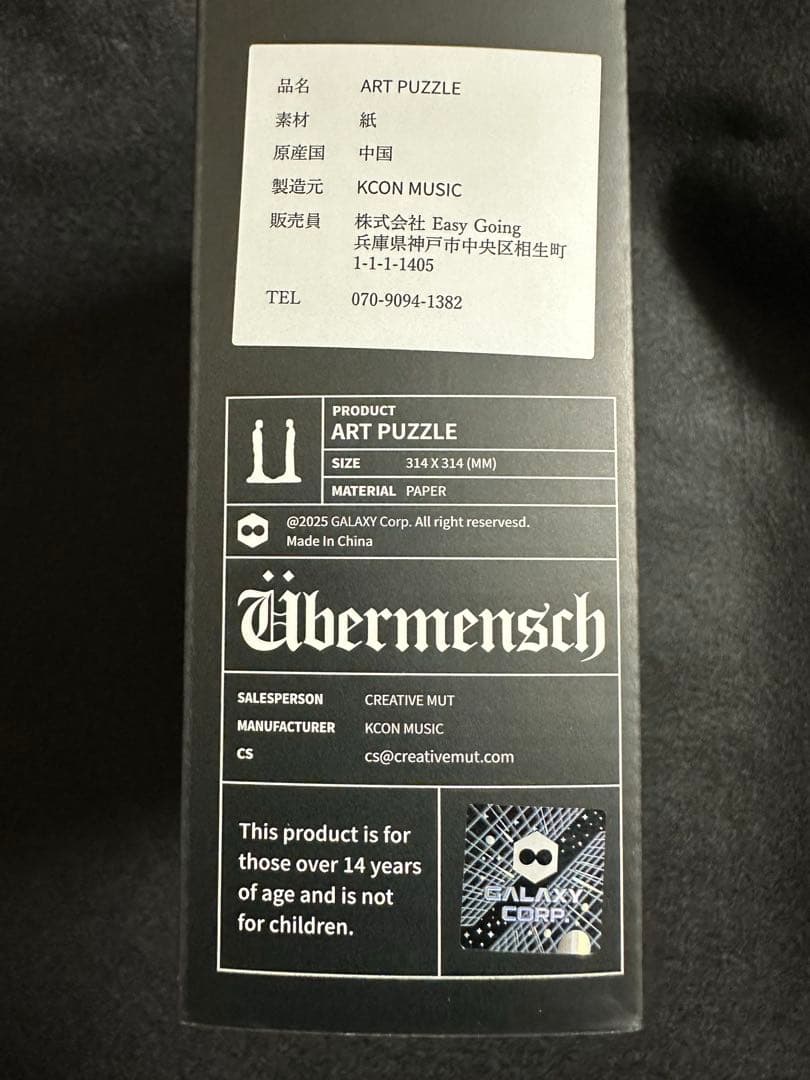 品名 ART PUZZLE
素材 紙
原産国 中国
製造元 KCON MUSIC
販売員 株式会社 Easy Going
兵庫県神戸市中央区相生町
1-1-1-1405
TEL 070-9094-1382
PRODUCT
ART PUZZLE
SIZE 314 X 314 (MM)
MATERIAL PAPER
@2025 GALAXY Corp. All right reservesd.
Made In China
Übermensch
SALESPERSON CREATIVE MUT
MANUFACTURER KCON MUSIC
CS cs@creativemut.com
This product is for
those over 14 years
of age and is not
for children.
GALAXY
CORP.